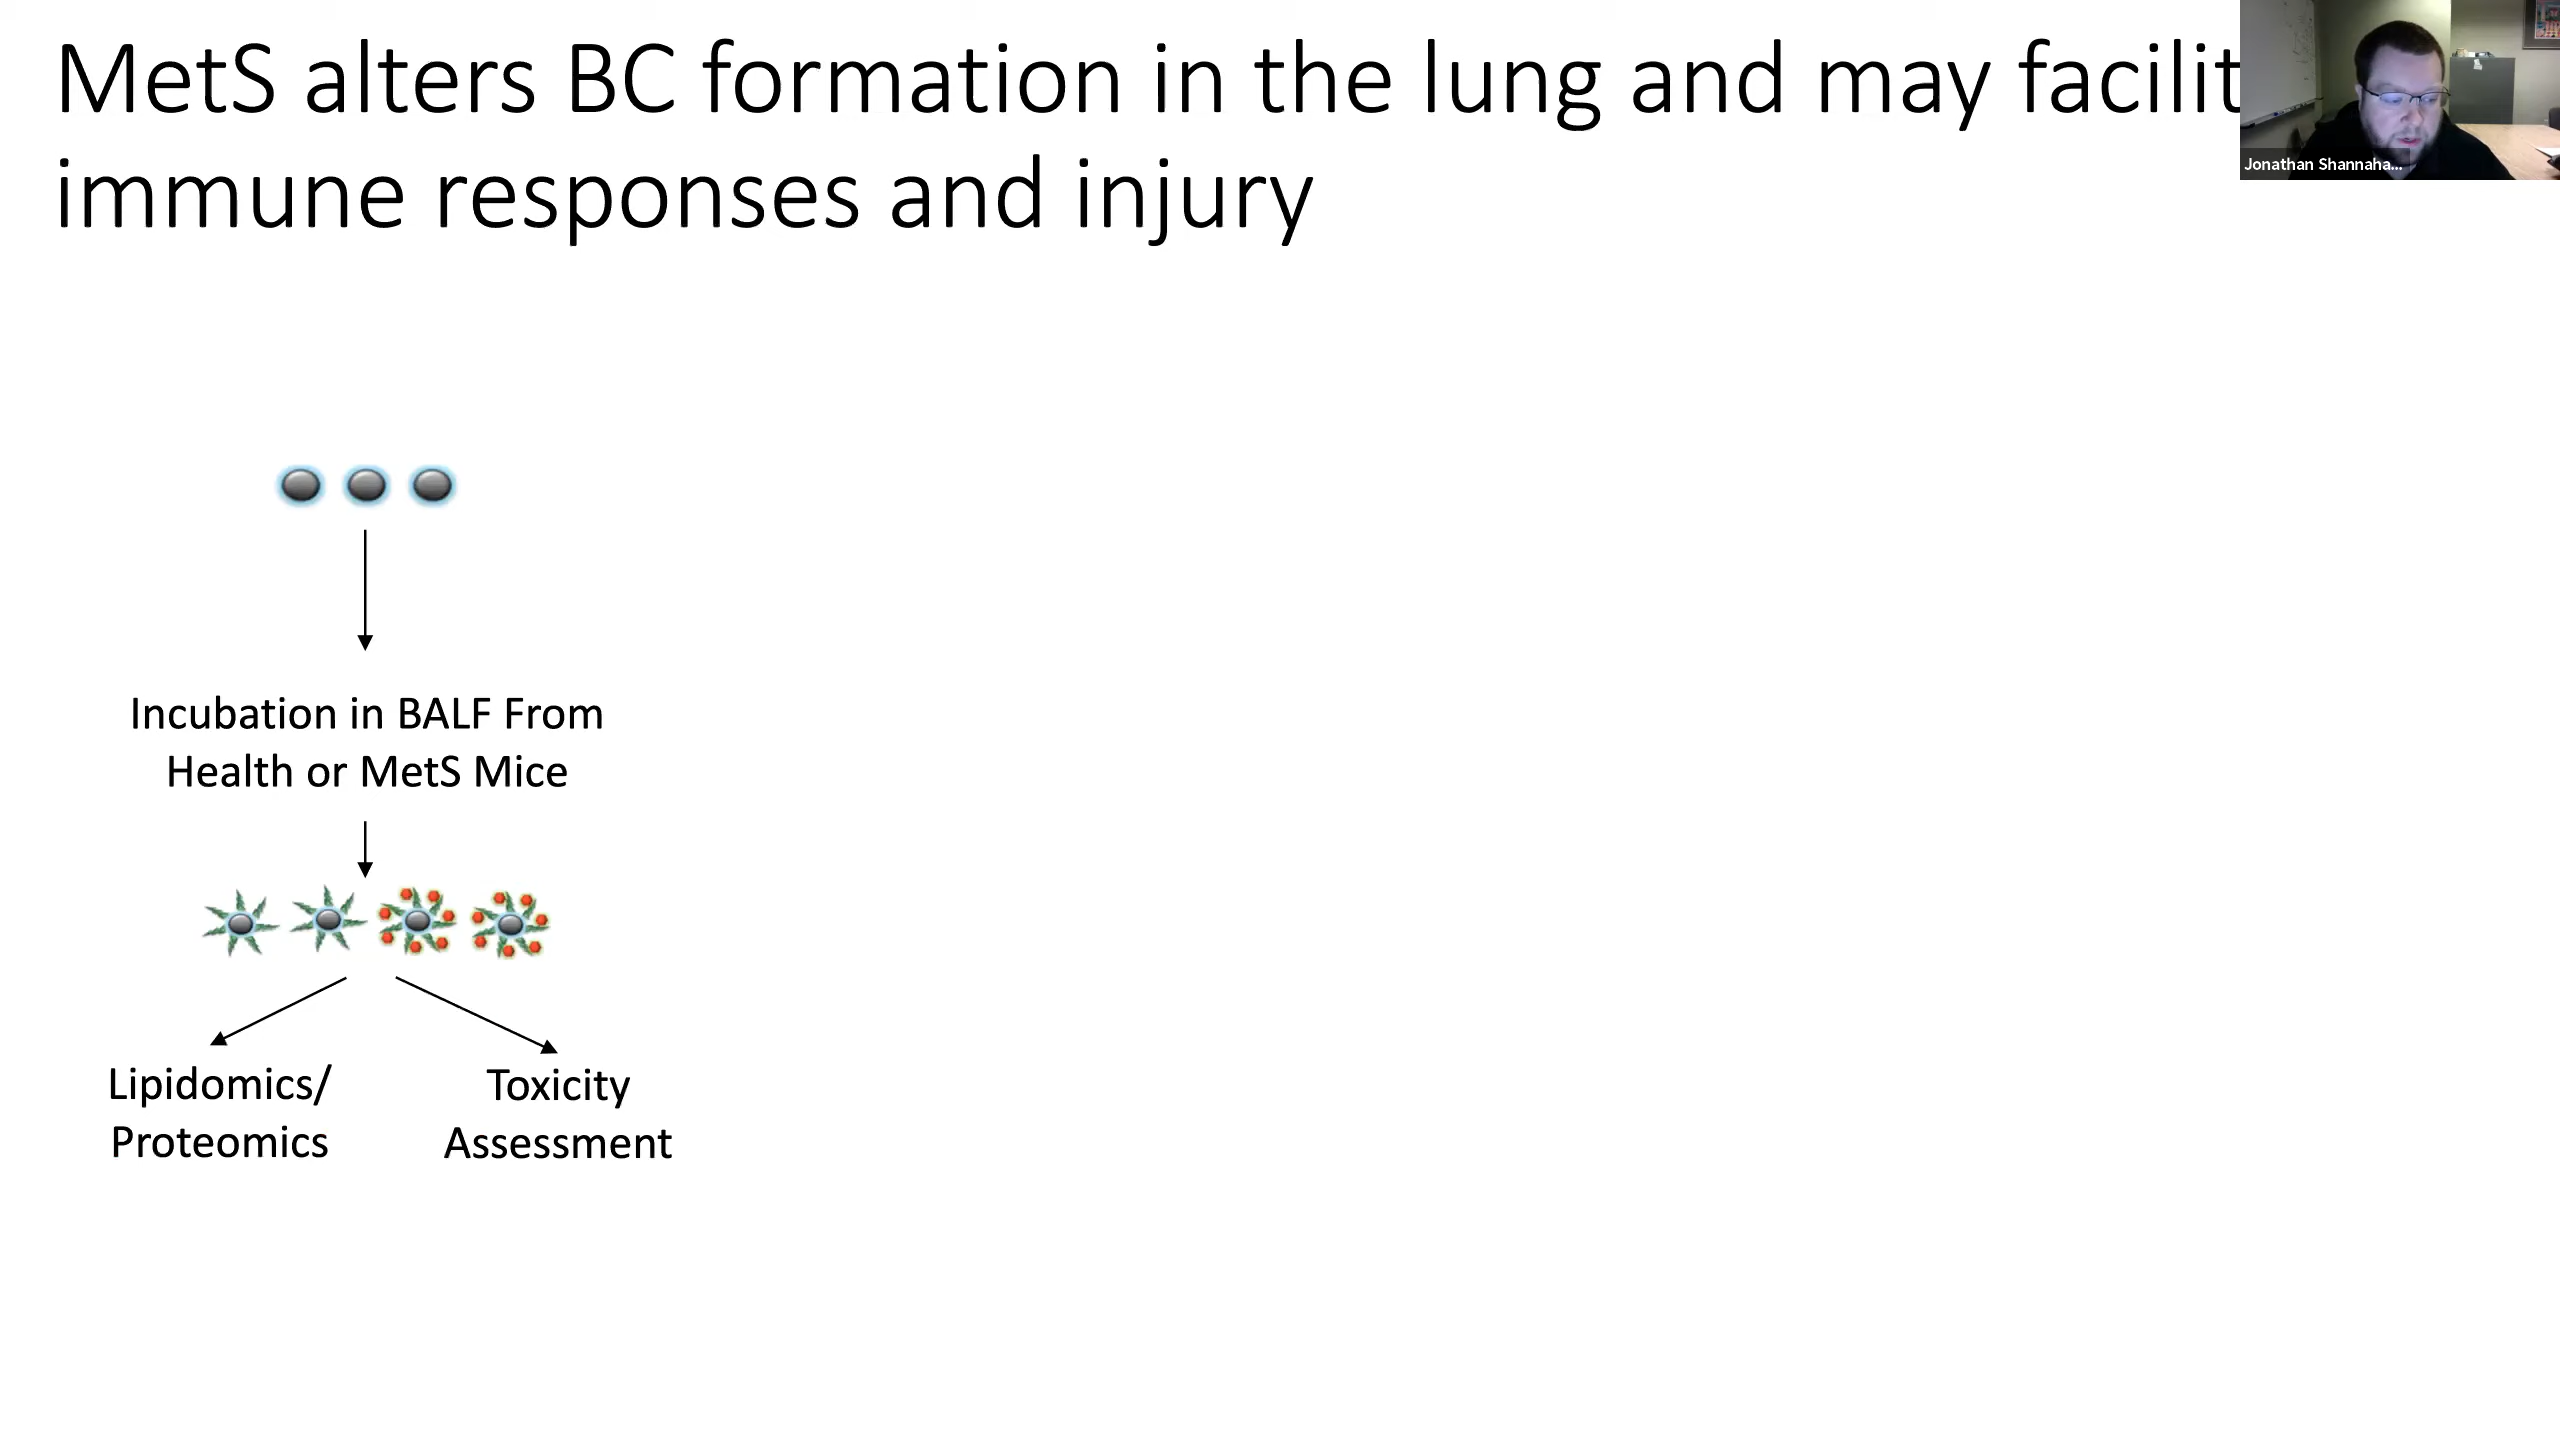 MetS alters BC formation in the lung and may facilit
immune responses and injury
Jonathan Shannaha...
Incubation in BALF From
Health or MetS Mice
Lipidomics/
Proteomics
Toxicity
Assessment